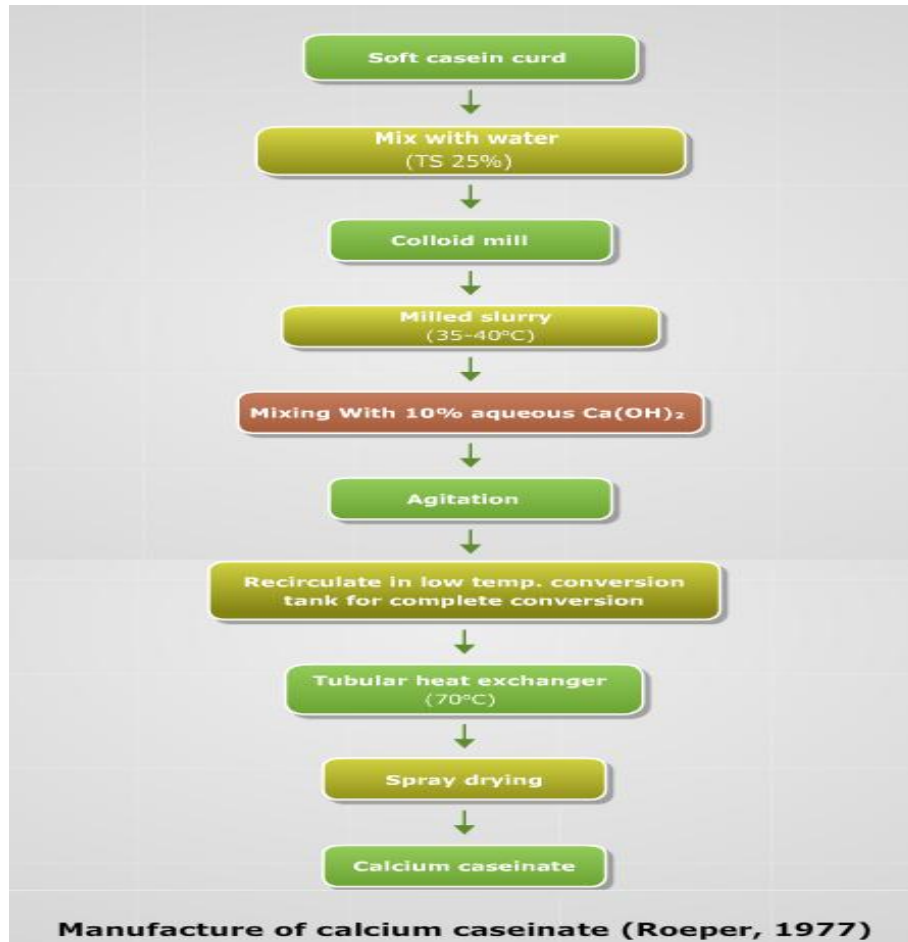 Soft casein curd
Mix with water
(TS 25%)
Colloid mill
Milled slurry
(35-40°C)
Mixing With 10% aqueous Ca(OH)₂
Agitation
Recirculate in low temp. conversion
tank for complete conversion
Tubular heat exchanger
(70°C)
Spray drying
Calcium caseinate
Manufacture of calcium caseinate (Roeper, 1977)